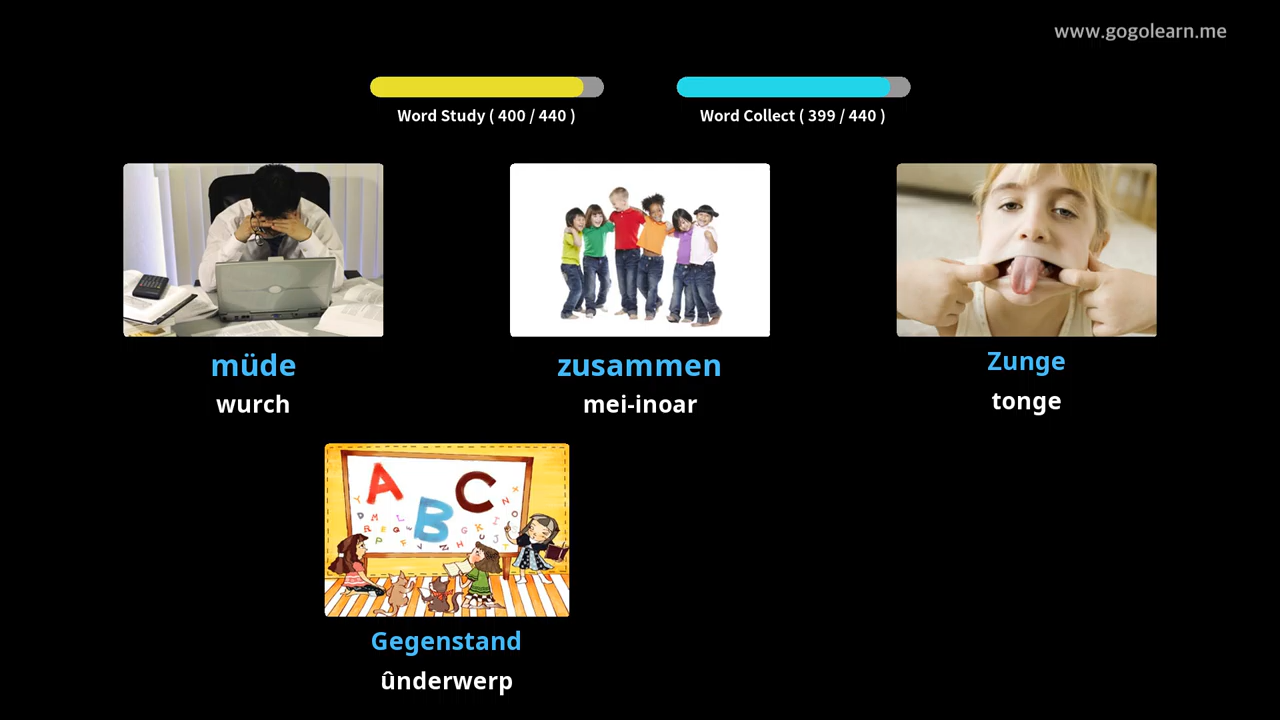 www.gogolearn.me
Word Study ( 400 / 440 )
Word Collect ( 399 / 440 )
müde
wurch
zusammen
mei-inoar
Zunge
tonge
A B C
Gegenstand
ûnderwerp